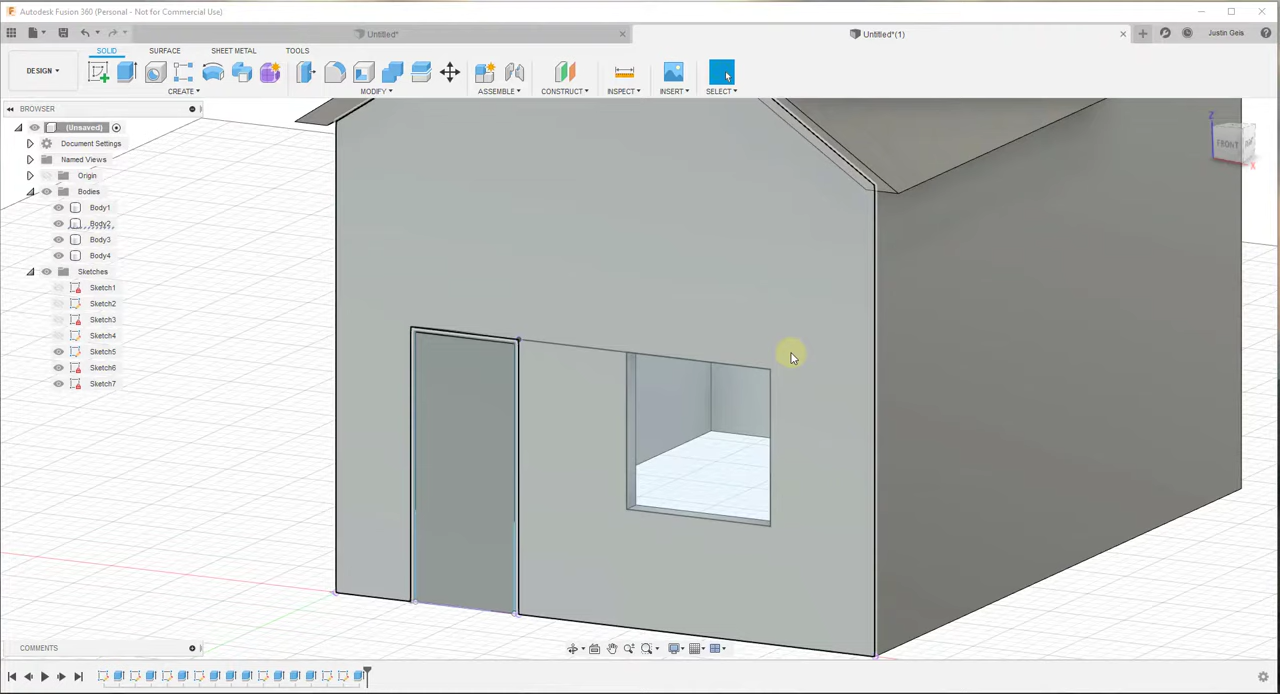 Autodesk Fusion 360 (Personal - Not for Commercial Use)
Untitled*
Untitled*(1)
Justin Geis
SOLID SURFACE SHEET METAL TOOLS
DESIGN ▾
CREATE ▾ MODIFY ▾ ASSEMBLE ▾ CONSTRUCT ▾ INSPECT ▾ INSERT ▾ SELECT ▾
BROWSER
(Unsaved)
Document Settings
Named Views
Origin
Bodies
Body1
Body2
Body3
Body4
Sketches
Sketch1
Sketch2
Sketch3
Sketch4
Sketch5
Sketch6
Sketch7
Z
FRONT
X
COMMENTS